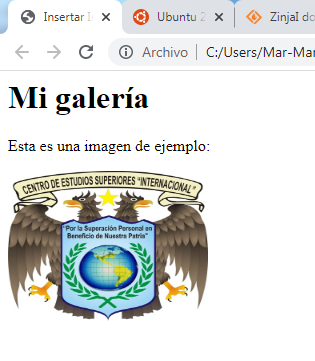 Insertar I
Ubuntu 2
ZinjaI do
Archivo
C:/Users/Mar-Mar
Mi galería
Esta es una imagen de ejemplo:
CENTRO DE ESTUDIOS SUPERIORES "INTERNACIONAL"
"Por la Superación Personal en
Beneficio de Nuestra Patria"